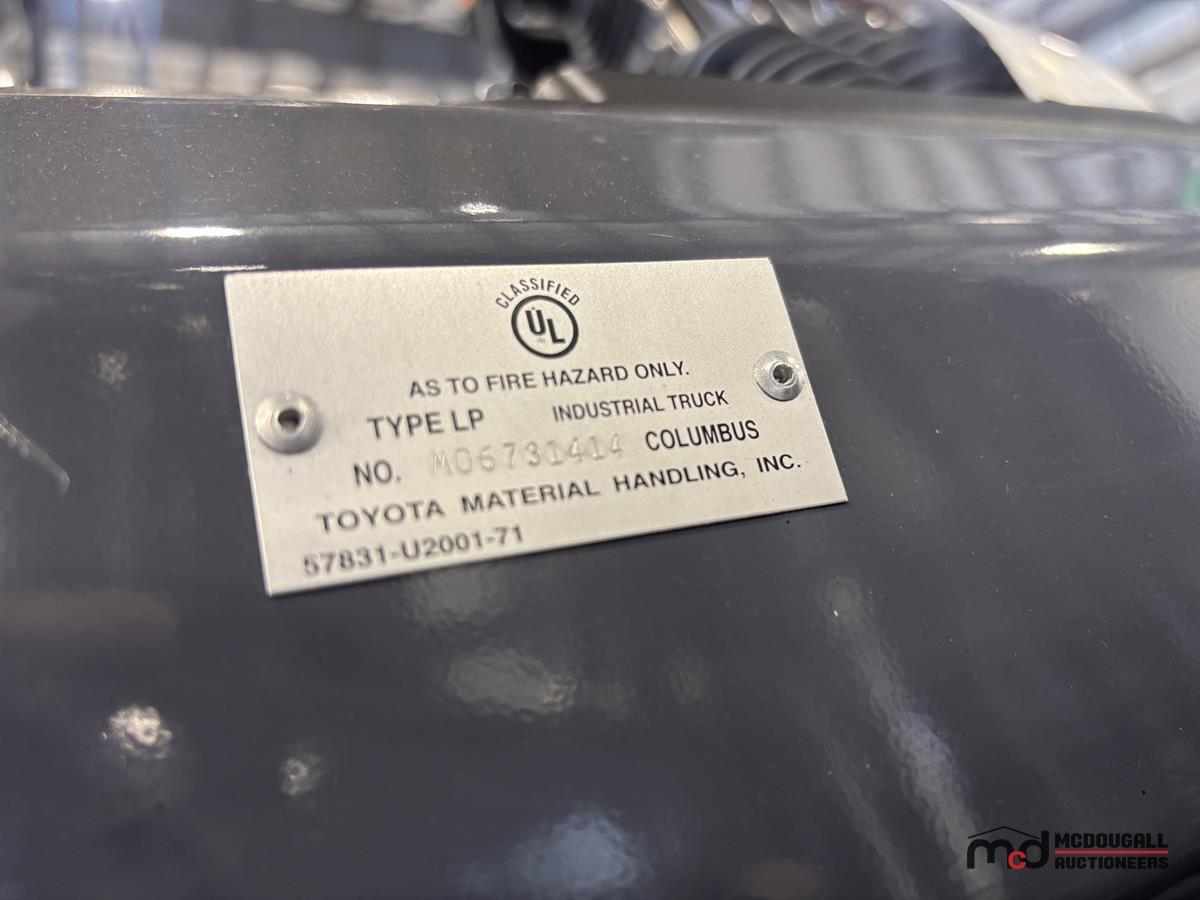 CLASSIFIED
UL
AS TO FIRE HAZARD ONLY.
TYPE LP INDUSTRIAL TRUCK
NO. M06731414 COLUMBUS
TOYOTA MATERIAL HANDLING, INC.
57831-U2001-71
mcd MCDOUGALL
AUCTIONEERS